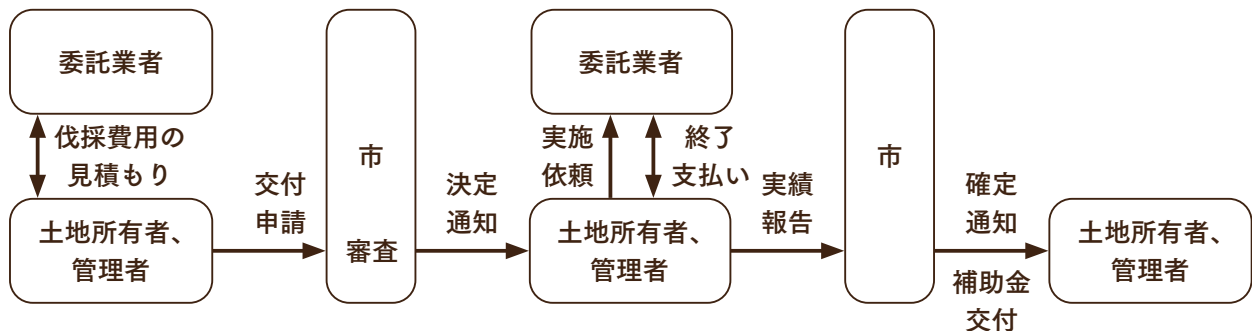 委託業者
伐採費用の
見積もり
土地所有者、
管理者
交付
申請
市
審査
決定
通知
委託業者
実施
依頼
終了
支払い
土地所有者、
管理者
実績
報告
市
確定
通知
補助金
交付
土地所有者、
管理者